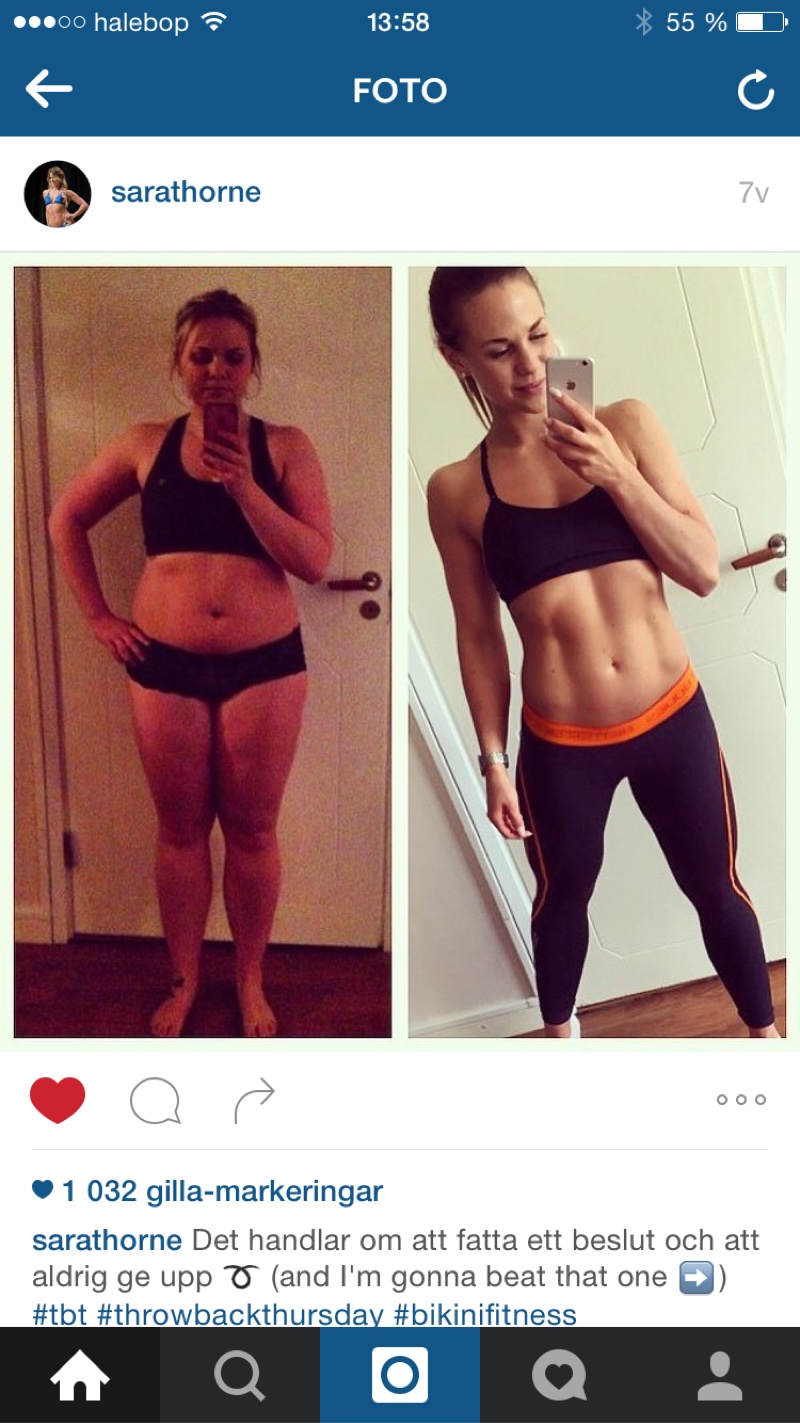 halebop 13:58 55 %
FOTO
sarathorne 7v
1 032 gilla-markeringar
sarathorne Det handlar om att fatta ett beslut och att
aldrig ge upp ➰ (and I'm gonna beat that one ➡️)
#tbt #throwbackthursday #bikinifitness